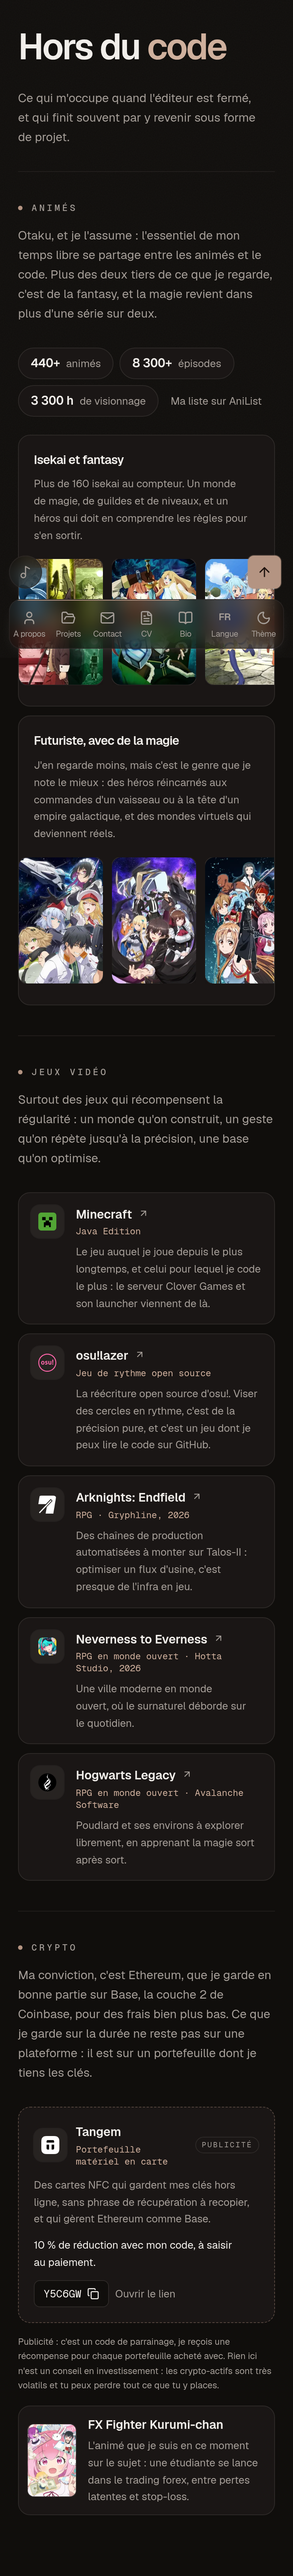 Hors du code
Ce qui m'occupe quand l'éditeur est fermé,
et qui finit souvent par y revenir sous forme
de projet.
ANIMÉS
Otaku, et je l'assume : l'essentiel de mon
temps libre se partage entre les animés et le
code. Plus des deux tiers de ce que je regarde,
c'est de la fantasy, et la magie revient dans
plus d'une série sur deux.
440+ animés
8 300+ épisodes
3 300 h de visionnage
Ma liste sur AniList
Isekai et fantasy
Plus de 160 isekai au compteur. Un monde
de magie, de guildes et de niveaux, et un
héros qui doit en comprendre les règles pour
s'en sortir.
À propos
Projets
Contact
CV
Bio
FR
Langue
Thème
Futuriste, avec de la magie
J'en regarde moins, mais c'est le genre que je
note le mieux : des héros réincarnés aux
commandes d'un vaisseau ou à la tête d'un
empire galactique, et des mondes virtuels qui
deviennent réels.
JEUX VIDÉO
Surtout des jeux qui récompensent la
régularité : un monde qu'on construit, un geste
qu'on répète jusqu'à la précision, une base
qu'on optimise.
Minecraft
Java Edition
Le jeu auquel je joue depuis le plus
longtemps, et celui pour lequel je code
le plus : le serveur Clover Games et
son launcher viennent de là.
osu!
osu!lazer
Jeu de rythme open source
La réécriture open source d'osu!. Viser
des cercles en rythme, c'est de la
précision pure, et c'est un jeu dont je
peux lire le code sur GitHub.
Arknights: Endfield
RPG · Gryphline, 2026
Des chaînes de production
automatisées à monter sur Talos-II :
optimiser un flux d'usine, c'est
presque de l'infra en jeu.
Neverness to Everness
RPG en monde ouvert · Hotta
Studio, 2026
Une ville moderne en monde
ouvert, où le surnaturel déborde sur
le quotidien.
Hogwarts Legacy
RPG en monde ouvert · Avalanche
Software
Poudlard et ses environs à explorer
librement, en apprenant la magie sort
après sort.
CRYPTO
Ma conviction, c'est Ethereum, que je garde en
bonne partie sur Base, la couche 2 de
Coinbase, pour des frais bien plus bas. Ce que
je garde sur la durée ne reste pas sur une
plateforme : il est sur un portefeuille dont je
tiens les clés.
Tangem
Portefeuille
matériel en carte
PUBLICITÉ
Des cartes NFC qui gardent mes clés hors
ligne, sans phrase de récupération à recopier,
et qui gèrent Ethereum comme Base.
10 % de réduction avec mon code, à saisir
au paiement.
Y5C6GW
Ouvrir le lien
Publicité : c'est un code de parrainage, je reçois une
récompense pour chaque portefeuille acheté avec. Rien ici
n'est un conseil en investissement : les crypto-actifs sont très
volatils et tu peux perdre tout ce que tu y places.
FX Fighter Kurumi-chan
L'animé que je suis en ce moment
sur le sujet : une étudiante se lance
dans le trading forex, entre pertes
latentes et stop-loss.